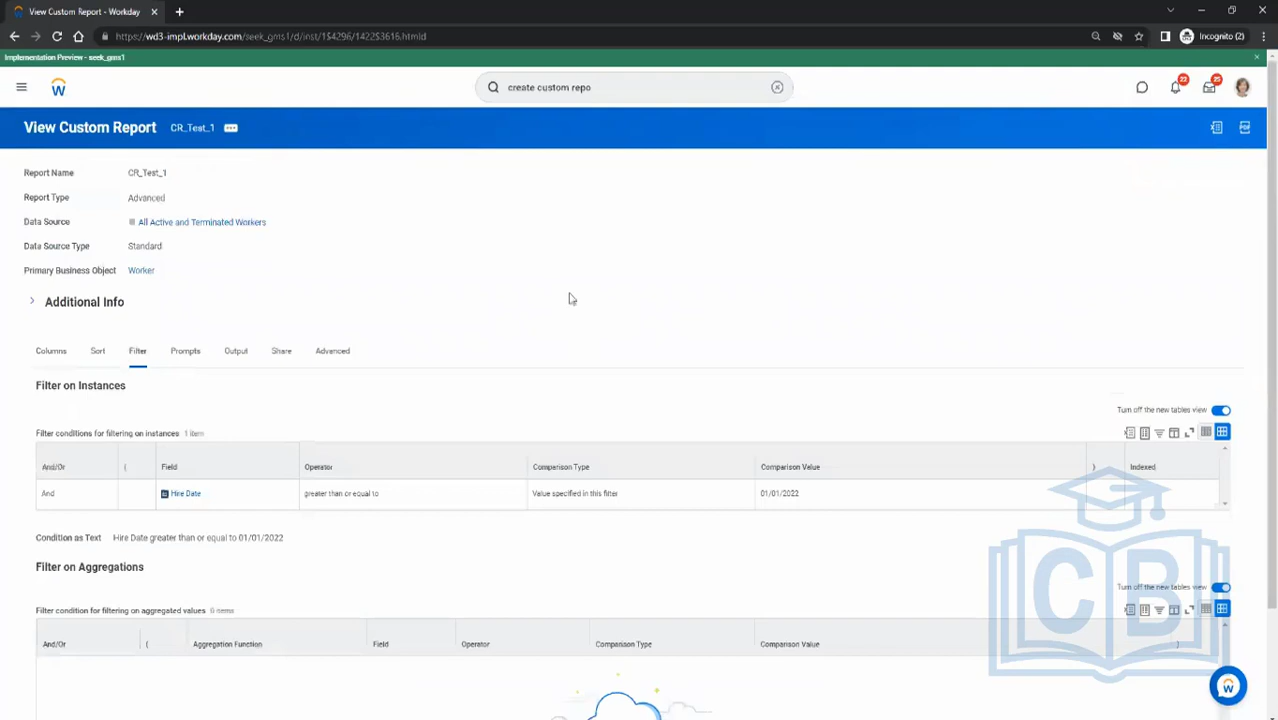 View Custom Report - Workday
https://wd3-impl.workday.com/seek_gms1/d/inst/1$4296/1422$3616.htmld
Incognito (2)
Implementation Preview - seek_gms1
create custom repo
22
25
View Custom Report CR_Test_1
PDF
Report Name CR_Test_1
Report Type Advanced
Data Source All Active and Terminated Workers
Data Source Type Standard
Primary Business Object Worker
Additional Info
Columns Sort Filter Prompts Output Share Advanced
Filter on Instances
Turn off the new tables view
Filter conditions for filtering on instances 1 item
And/Or ( Field Operator Comparison Type Comparison Value ) Indexed
And Hire Date greater than or equal to Value specified in this filter 01/01/2022
Condition as Text Hire Date greater than or equal to 01/01/2022
Filter on Aggregations
Turn off the new tables view
Filter condition for filtering on aggregated values 0 items
And/Or ( Aggregation Function Field Operator Comparison Type Comparison Value )
CB